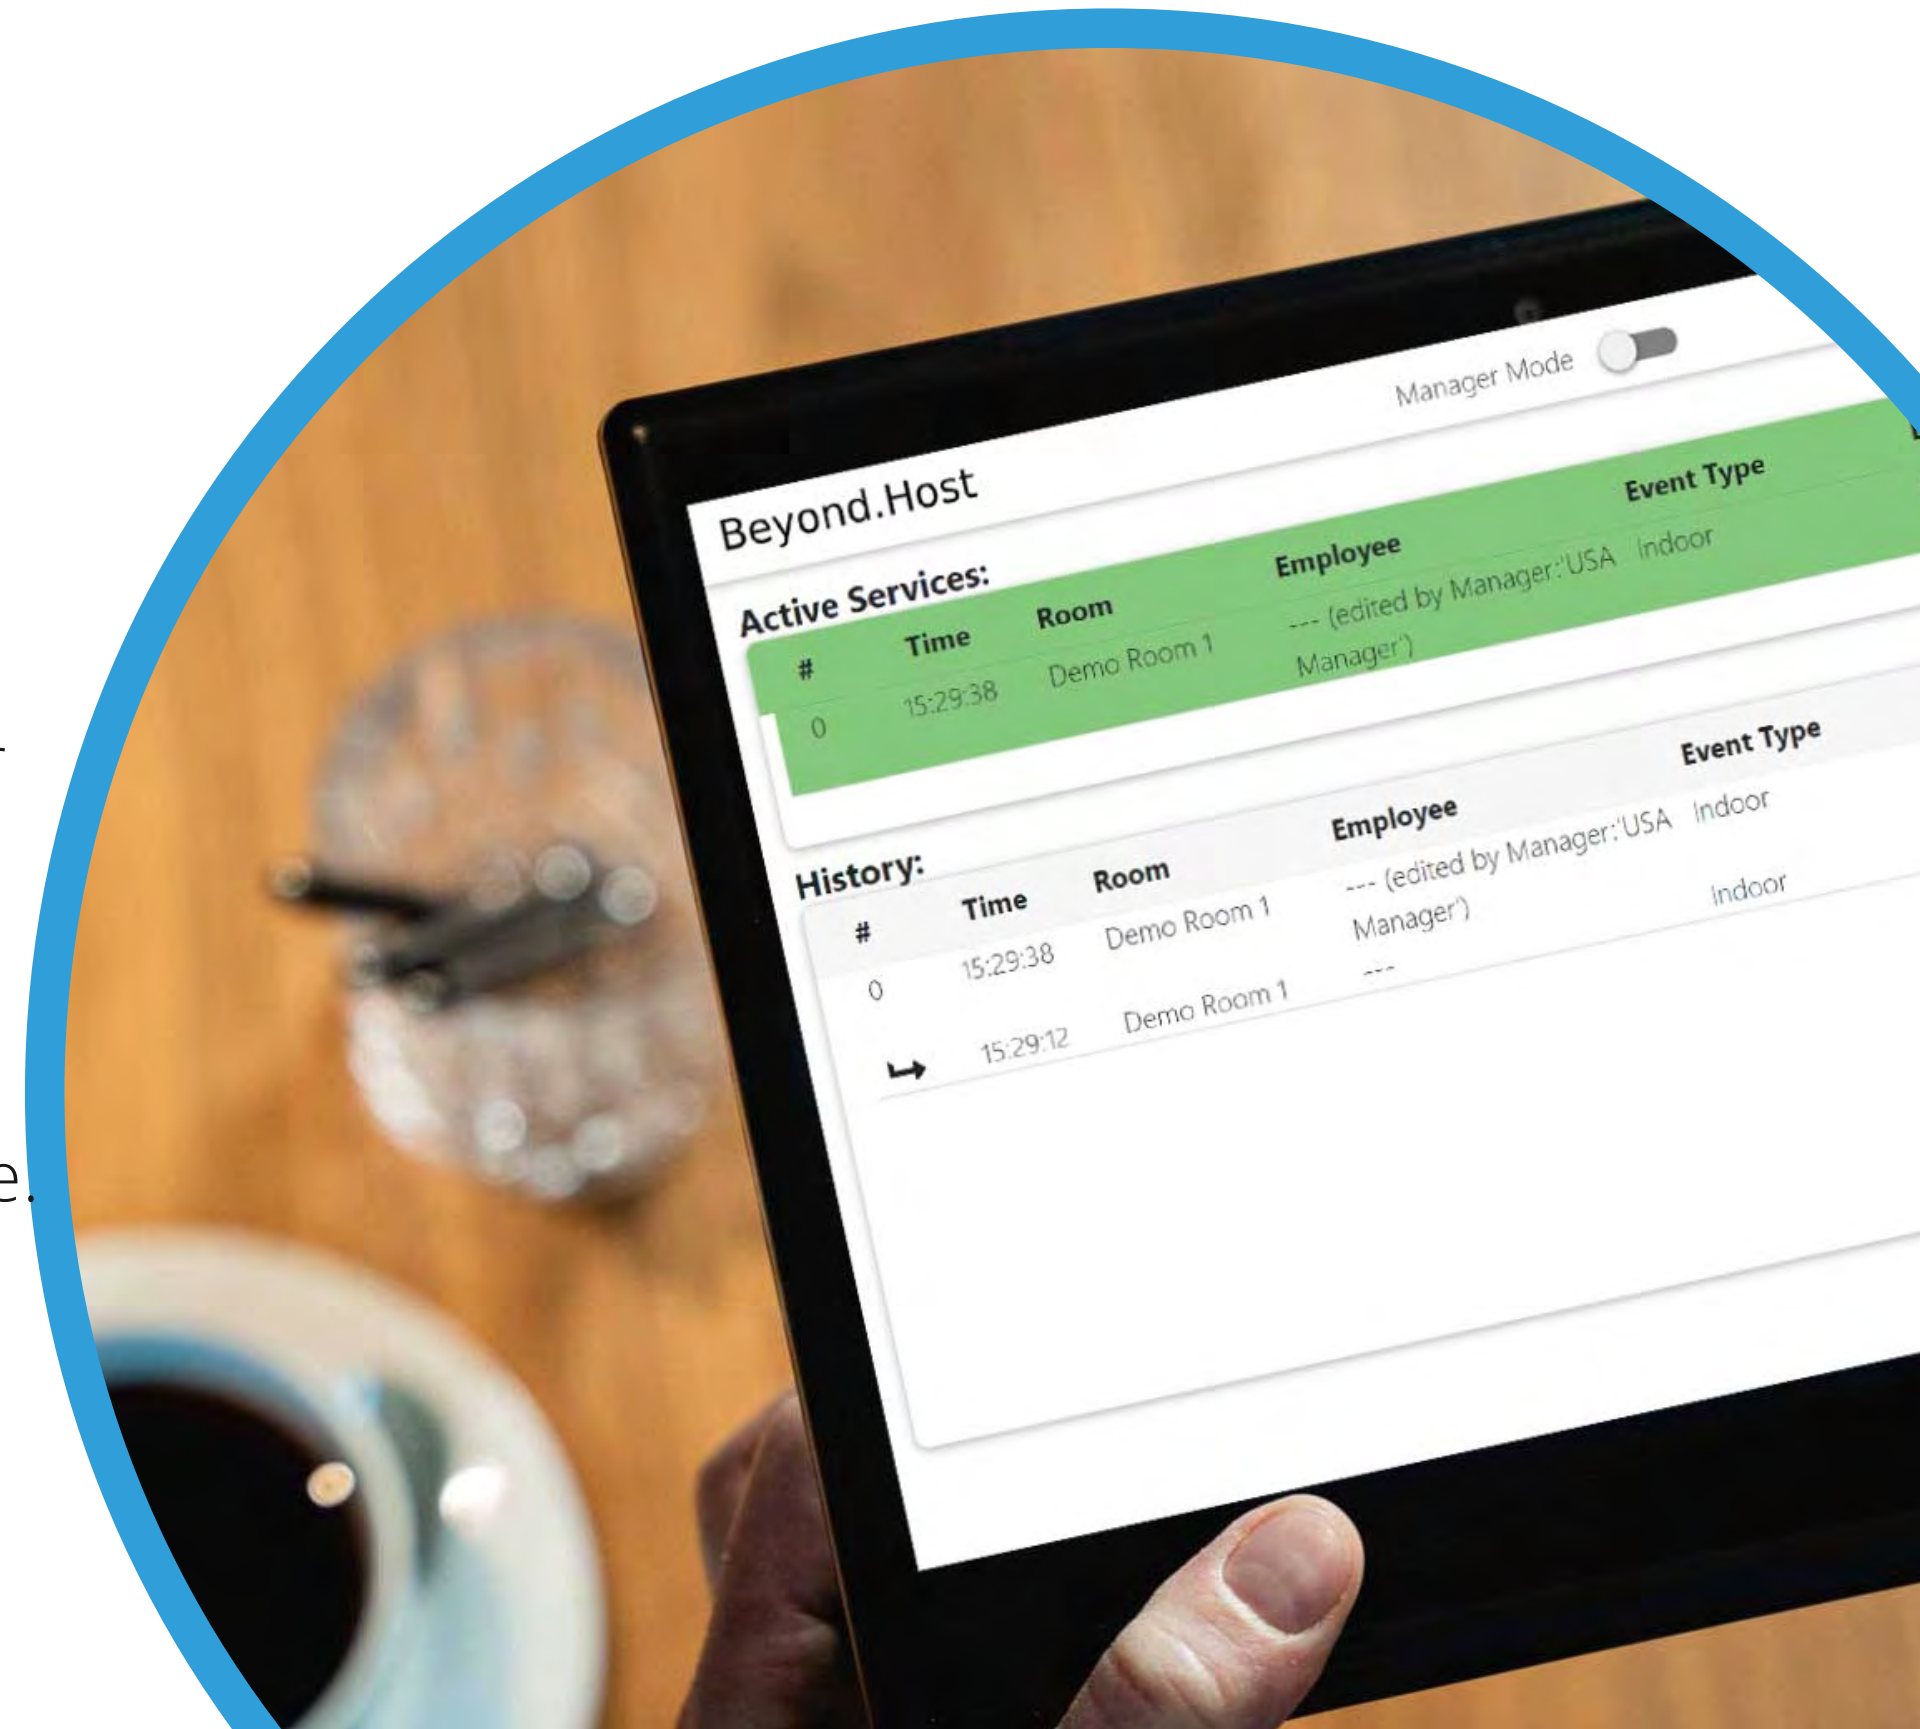 Beyond.Host
Manager Mode
Active Services:
# Time Room Employee Event Type
0 15:29:38 Demo Room 1 --- (edited by Manager:'USA Indoor
Manager')
History:
# Time Room Employee Event Type
0 15:29:38 Demo Room 1 --- (edited by Manager:'USA Indoor
Manager')
15:29:12 Demo Room 1 --- Indoor
e.